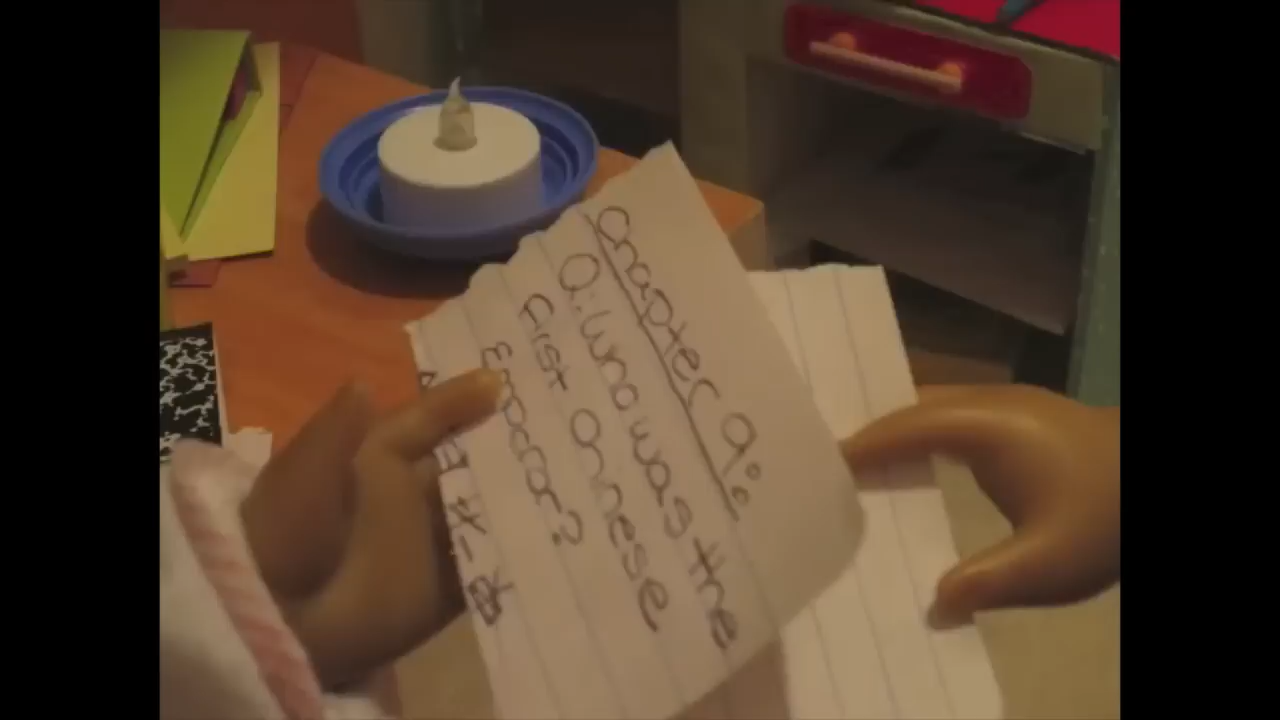 Chapter 9:
Q: Who was the
First Chinese
Emperor?